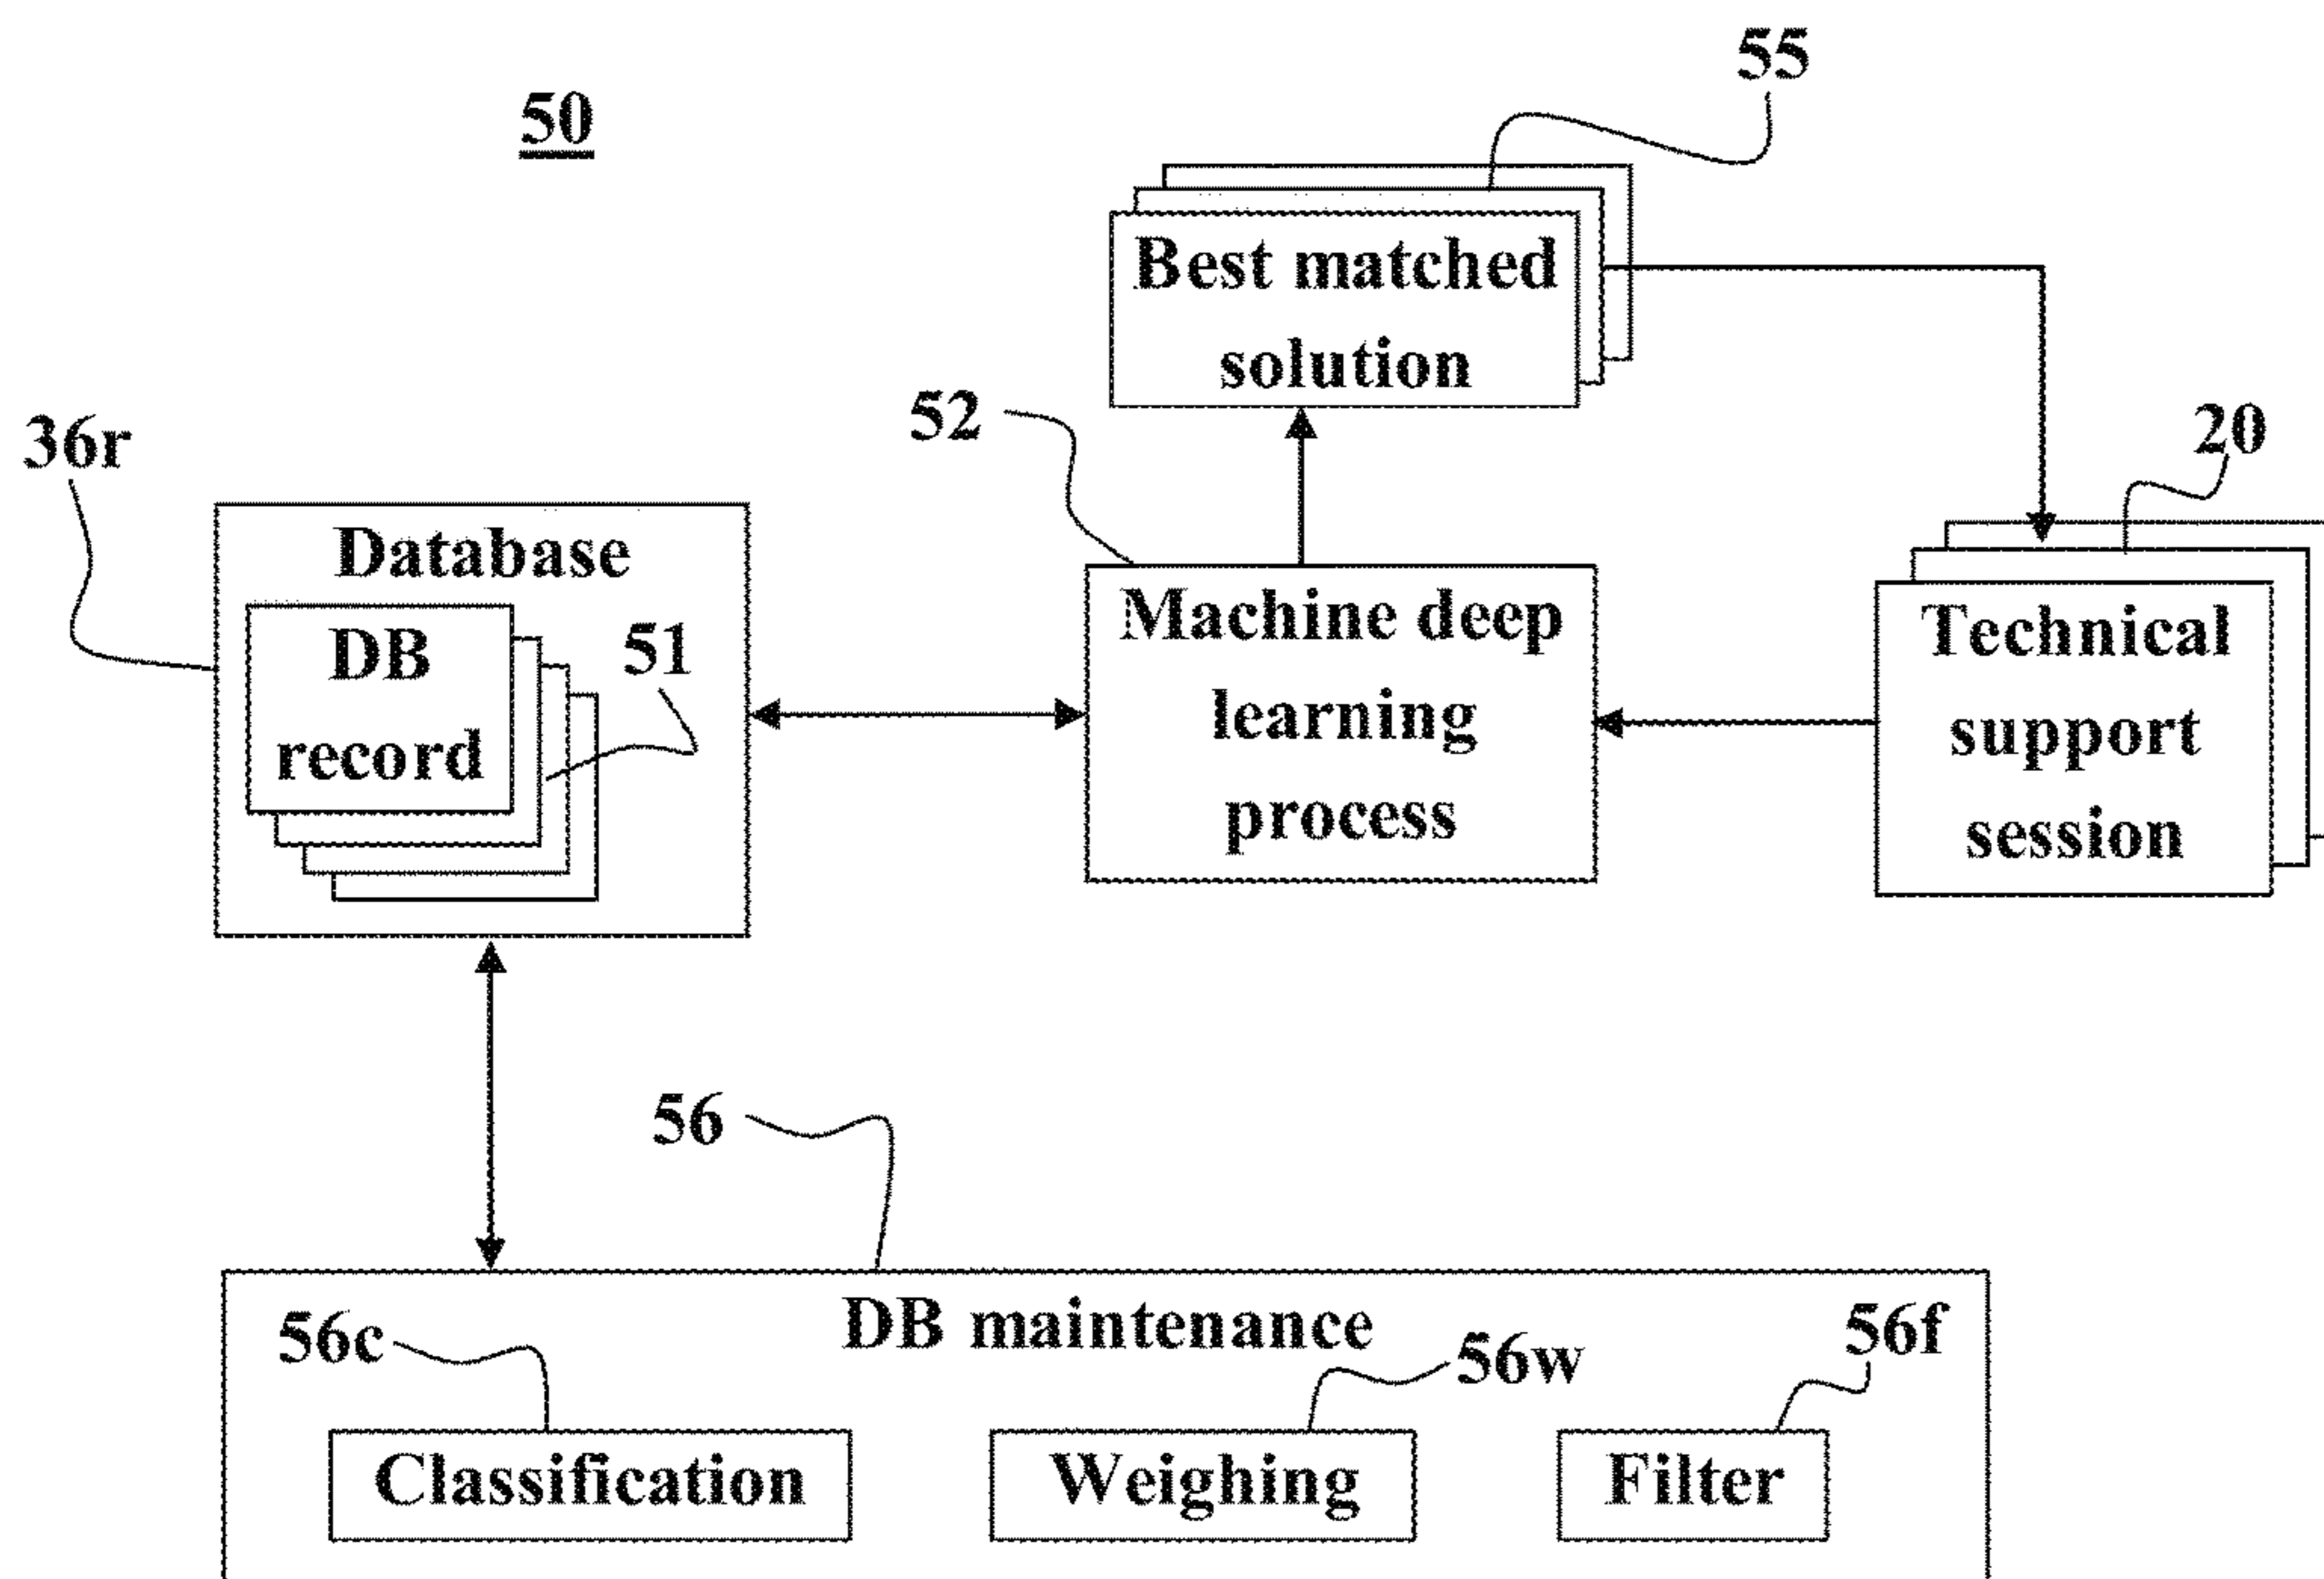 55
50
Best matched
solution
52
20
36r
Database
DB
record
51
Machine deep
learning
process
Technical
support
session
56
DB maintenance
56c
56w
56f
Classification
Weighing
Filter